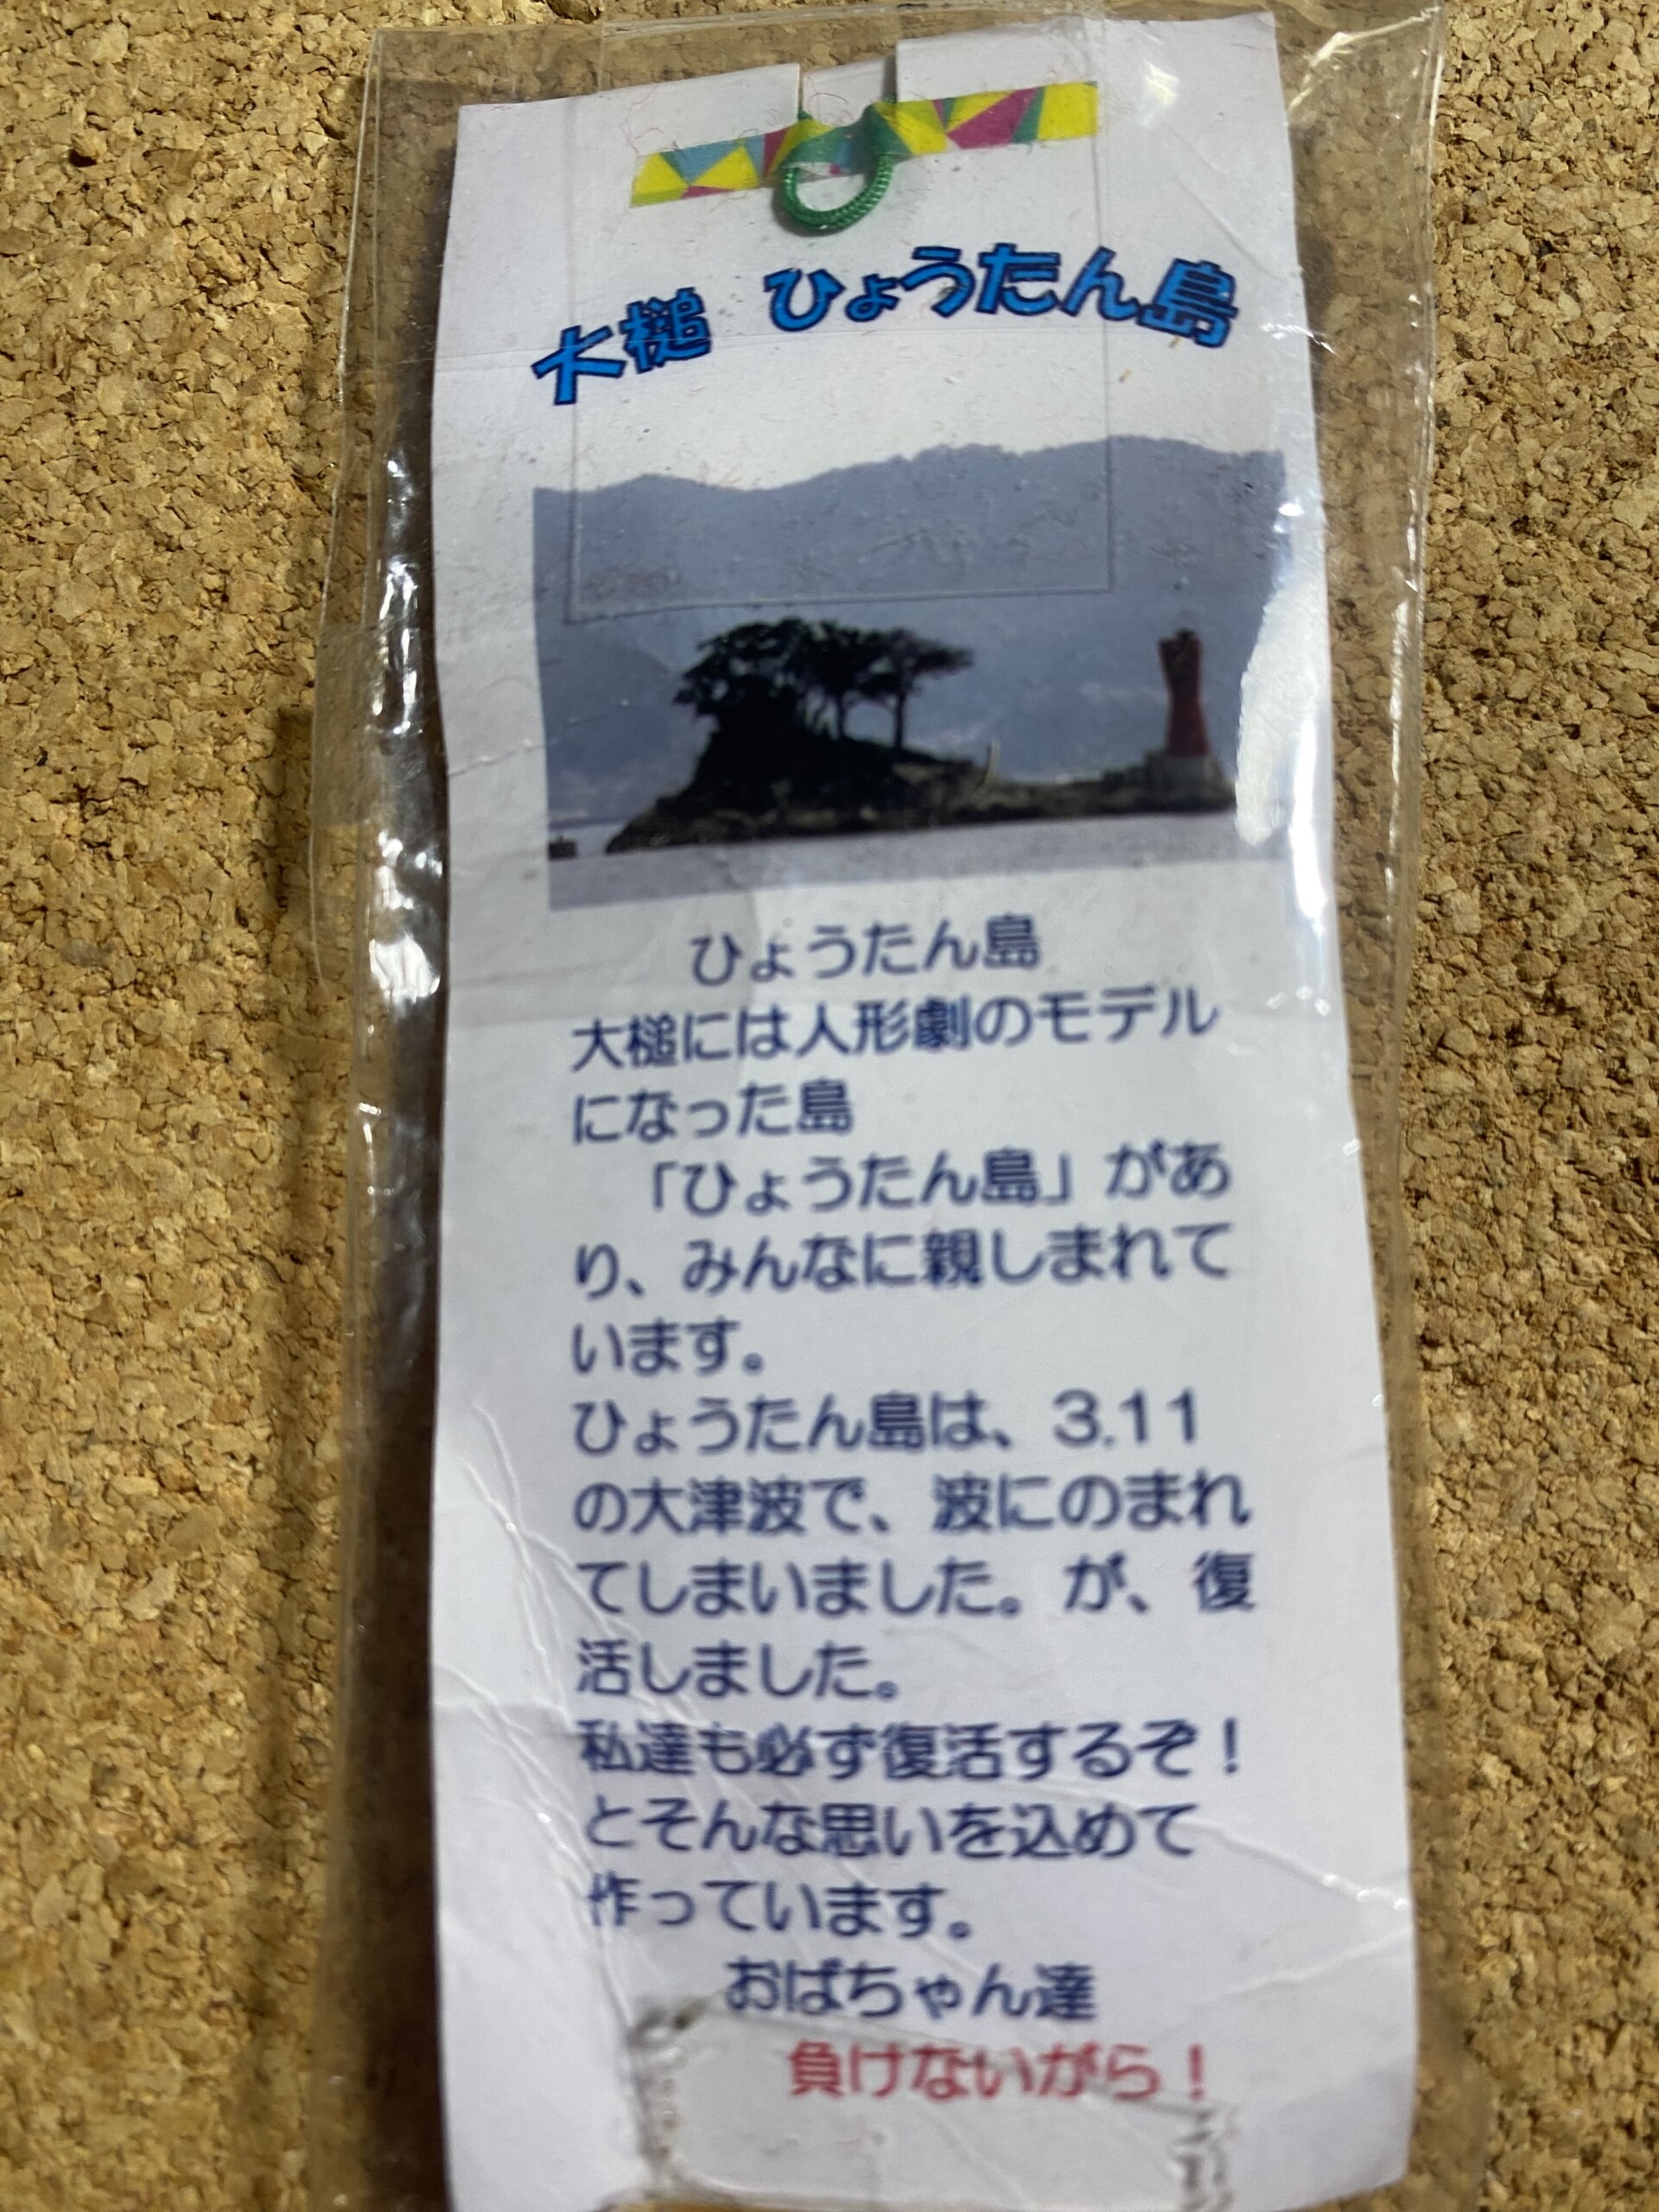 大槌 ひょうたん島
ひょうたん島
大槌には人形劇のモデル
になった島
「ひょうたん島」があ
り、みんなに親しまれて
います。
ひょうたん島は、3.11
の大津波で、波にのまれ
てしまいました。が、復
活しました。
私達も必ず復活するぞ！
とそんな思いを込めて
作っています。
おばちゃん達
負けないがら！